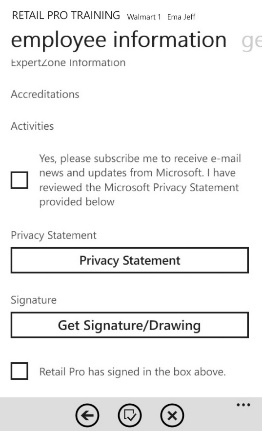 RETAIL PRO TRAINING Walmart 1 Ema Jeff
employee information ge
ExpertZone Information
Accreditations
Activities
Yes, please subscribe me to receive e-mail
news and updates from Microsoft. I have
reviewed the Microsoft Privacy Statement
provided below
Privacy Statement
Privacy Statement
Signature
Get Signature/Drawing
Retail Pro has signed in the box above.